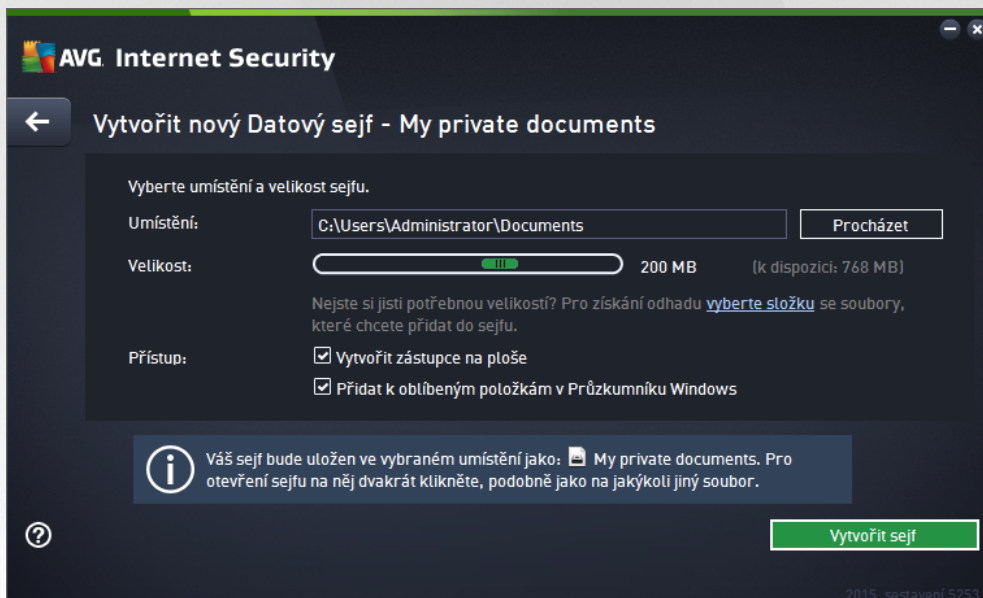 AVG. Internet Security
Vytvořit nový Datový sejf - My private documents
Vyberte umístění a velikost sejfu.
Umístění: C:\Users\Administrator\Documents Procházet
Velikost: 200 MB (k dispozici: 768 MB)
Nejste si jisti potřebnou velikostí? Pro získání odhadu vyberte složku se soubory,
které chcete přidat do sejfu.
Přístup: Vytvořit zástupce na ploše
Přidat k oblíbeným položkám v Průzkumníku Windows
Váš sejf bude uložen ve vybraném umístění jako: My private documents. Pro
otevření sejfu na něj dvakrát klikněte, podobně jako na jakýkoli jiný soubor.
Vytvořit sejf
2015, sestavení 5253